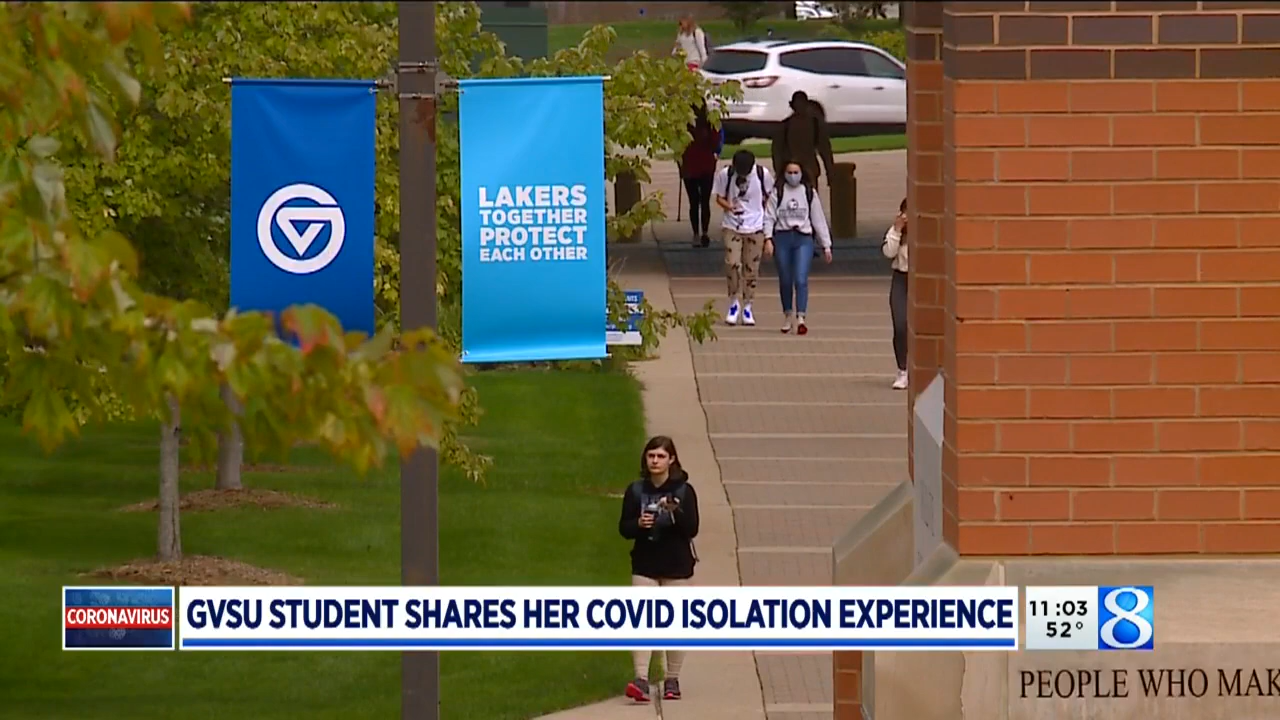 LAKERS
TOGETHER
PROTECT
EACH OTHER
CORONAVIRUS
GVSU STUDENT SHARES HER COVID ISOLATION EXPERIENCE
11:03
52°
8
PEOPLE WHO MAK